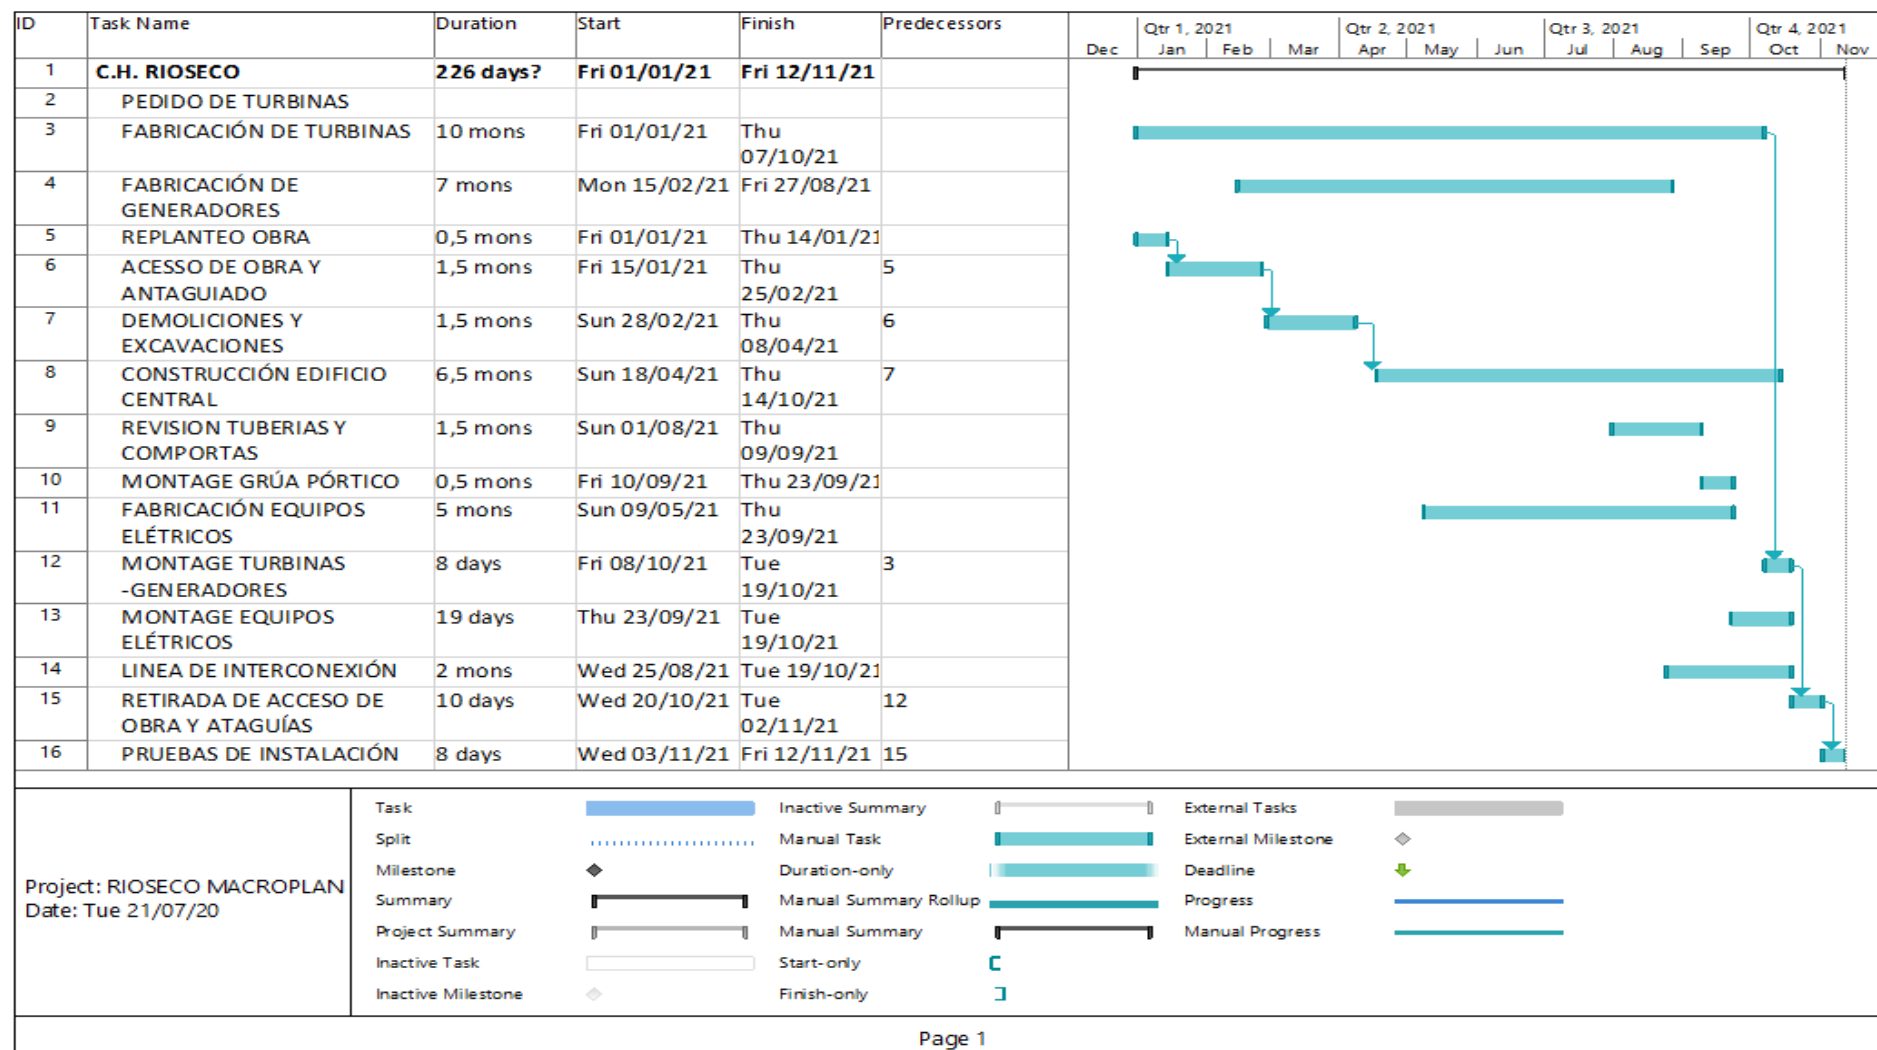 ID Task Name Duration Start Finish Predecessors
Qtr 1, 2021 Qtr 2, 2021 Qtr 3, 2021 Qtr 4, 2021
Dec Jan Feb Mar Apr May Jun Jul Aug Sep Oct Nov
1 C.H. RIOSECO 226 days? Fri 01/01/21 Fri 12/11/21
2 PEDIDO DE TURBINAS
3 FABRICACIÓN DE TURBINAS 10 mons Fri 01/01/21 Thu
07/10/21
4 FABRICACIÓN DE 7 mons Mon 15/02/21 Fri 27/08/21
GENERADORES
5 REPLANTEO OBRA 0,5 mons Fri 01/01/21 Thu 14/01/21
6 ACESSO DE OBRA Y 1,5 mons Fri 15/01/21 Thu 5
ANTAGUIADO 25/02/21
7 DEMOLICIONES Y 1,5 mons Sun 28/02/21 Thu 6
EXCAVACIONES 08/04/21
8 CONSTRUCCIÓN EDIFICIO 6,5 mons Sun 18/04/21 Thu 7
CENTRAL 14/10/21
9 REVISION TUBERIAS Y 1,5 mons Sun 01/08/21 Thu
COMPORTAS 09/09/21
10 MONTAGE GRÚA PÓRTICO 0,5 mons Fri 10/09/21 Thu 23/09/21
11 FABRICACIÓN EQUIPOS 5 mons Sun 09/05/21 Thu
ELÉTRICOS 23/09/21
12 MONTAGE TURBINAS 8 days Fri 08/10/21 Tue 3
-GENERADORES 19/10/21
13 MONTAGE EQUIPOS 19 days Thu 23/09/21 Tue
ELÉTRICOS 19/10/21
14 LINEA DE INTERCONEXIÓN 2 mons Wed 25/08/21 Tue 19/10/21
15 RETIRADA DE ACCESO DE 10 days Wed 20/10/21 Tue 12
OBRA Y ATAGUÍAS 02/11/21
16 PRUEBAS DE INSTALACIÓN 8 days Wed 03/11/21 Fri 12/11/21 15
Project: RIOSECO MACROPLAN
Date: Tue 21/07/20
Task
Split
Milestone
Summary
Project Summary
Inactive Task
Inactive Milestone
Inactive Summary
Manual Task
Duration-only
Manual Summary Rollup
Manual Summary
Start-only
Finish-only
External Tasks
External Milestone
Deadline
Progress
Manual Progress
Page 1